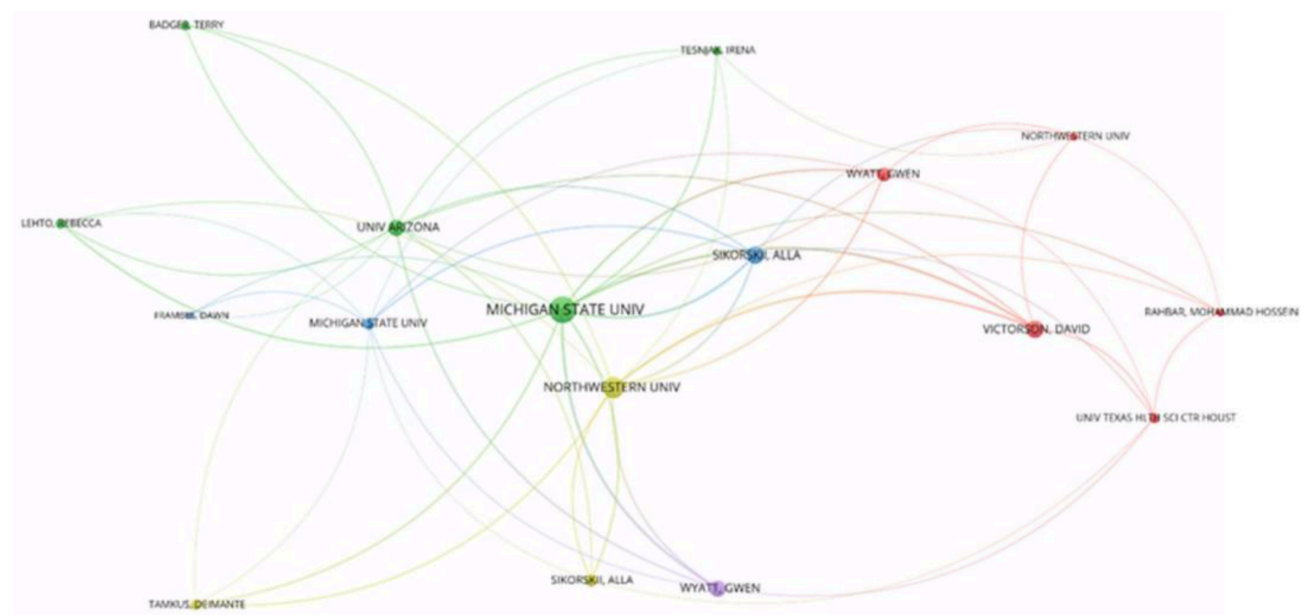 BADGER, TERRY
TESNJAK, IRENA
NORTHWESTERN UNIV
WYATT, GWEN
LEHTO, REBECCA
UNIV ARIZONA
SIKORSKII, ALLA
MICHIGAN STATE UNIV
RAHBAR, MOHAMMAD HOSSEIN
FRAMBES, DAWN
MICHIGAN STATE UNIV
VICTORSON, DAVID
NORTHWESTERN UNIV
UNIV TEXAS HLTH SCI CTR HOUST
SIKORSKII, ALLA
WYATT, GWEN
TAMKUS, DEIMANTE